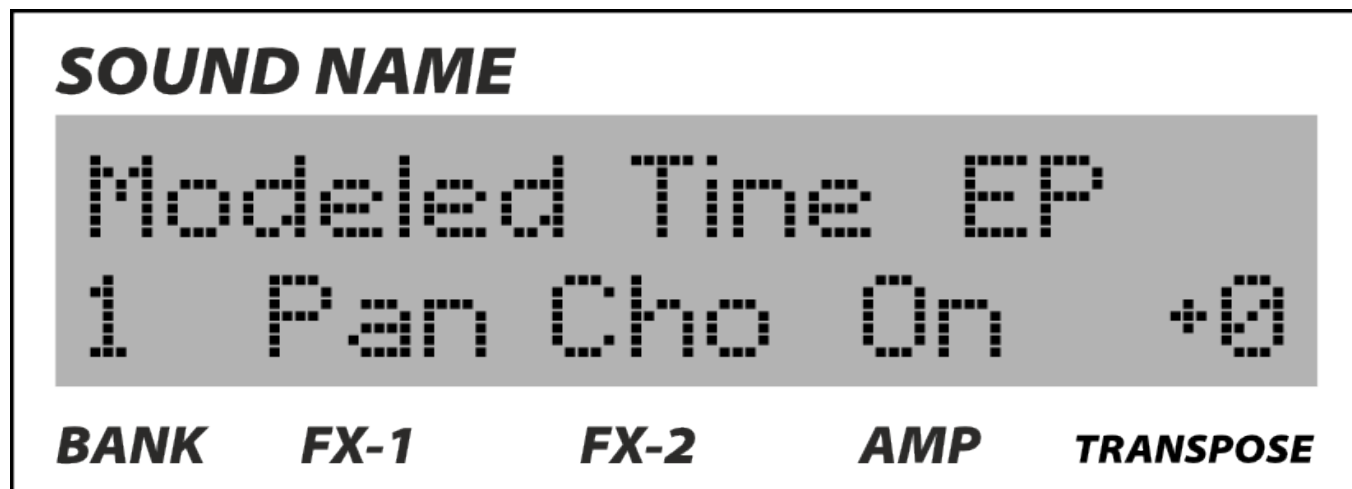 SOUND NAME
Modeled Tine EP
1 Pan Cho On +0
BANK FX-1 FX-2 AMP TRANSPOSE